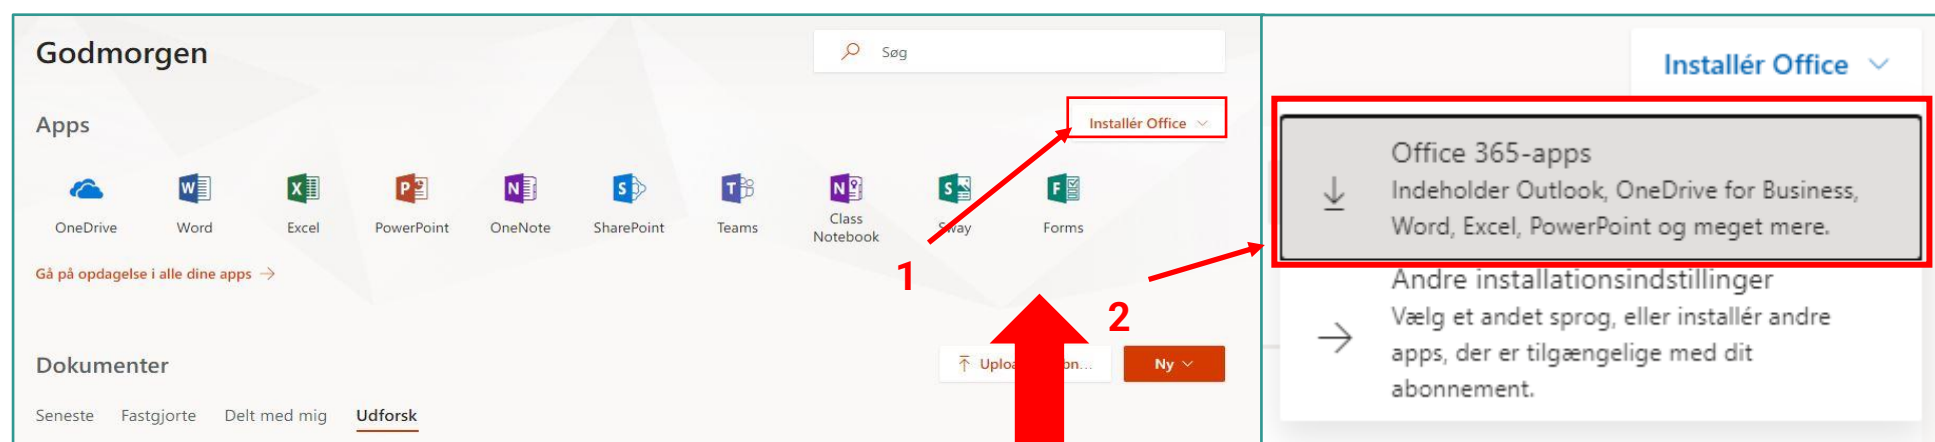 Godmorgen
Søg
Apps
Installér Office
OneDrive
Word
Excel
PowerPoint
OneNote
SharePoint
Teams
Class
Notebook
Sway
Forms
Gå på opdagelse i alle dine apps →
1
2
Dokumenter
Ny
Seneste Fastgjorte Delt med mig Udforsk
Installér Office
Office 365-apps
Indeholder Outlook, OneDrive for Business,
Word, Excel, PowerPoint og meget mere.
Andre installationsindstillinger
Vælg et andet sprog, eller installér andre
apps, der er tilgængelige med dit
abonnement.